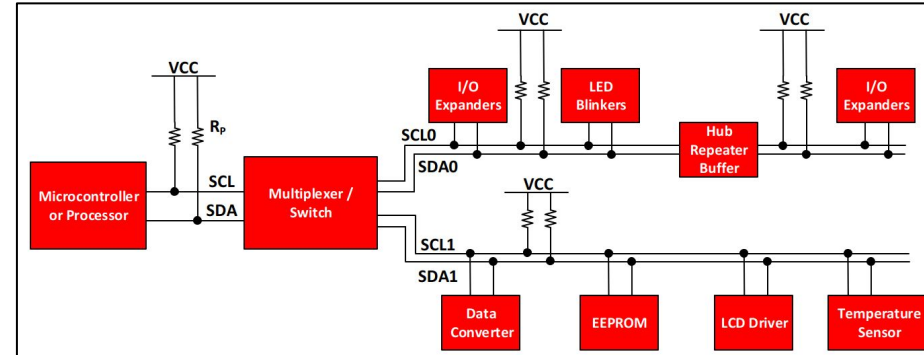 VCC
VCC
VCC
I/O
Expanders
LED
Blinkers
I/O
Expanders
Rₚ
SCL0
Hub
Repeater
Buffer
SDA0
Microcontroller
or Processor
SCL
SDA
Multiplexer /
Switch
VCC
SCL1
SDA1
Data
Converter
EEPROM
LCD Driver
Temperature
Sensor